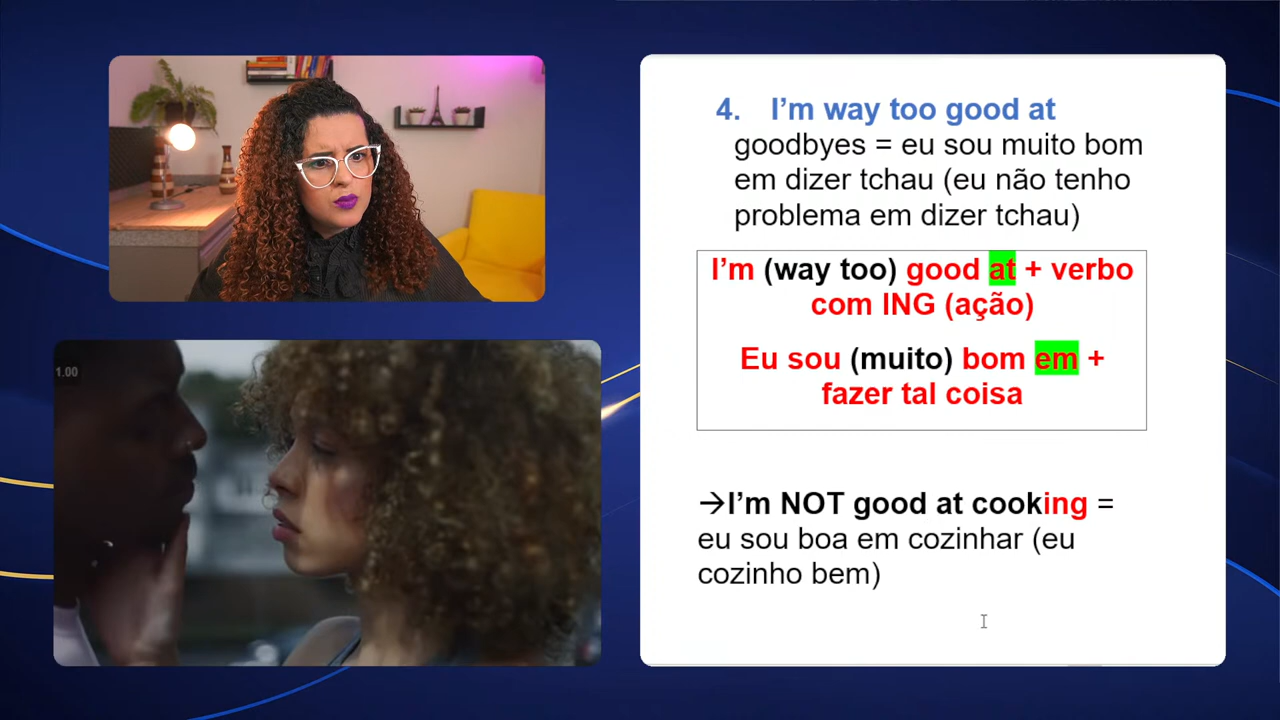 1.00
4. I'm way too good at
goodbyes = eu sou muito bom
em dizer tchau (eu não tenho
problema em dizer tchau)
I'm (way too) good at + verbo
com ING (ação)
Eu sou (muito) bom em +
fazer tal coisa
→I'm NOT good at cooking =
eu sou boa em cozinhar (eu
cozinho bem)